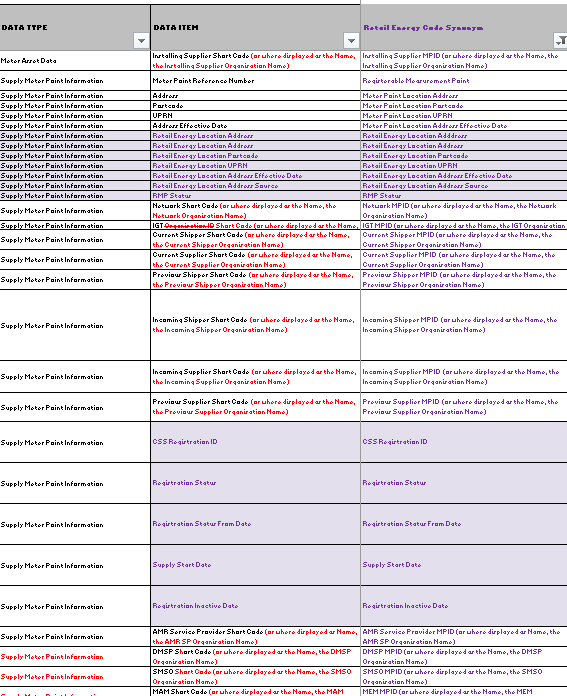 DATA TYPE DATA ITEM Retail Energy Code Synonym
Meter Asset Data Installing Supplier Short Code (or where displayed as the Name, Installing Supplier MPID (or where displayed as the Name, the
the Installing Supplier Organisation Name) Installing Supplier Organisation Name)
Supply Meter Point Information Meter Point Reference Number Registerable Measurement Point
Supply Meter Point Information Address Meter Point Location Address
Supply Meter Point Information Postcode Meter Point Location Postcode
Supply Meter Point Information UPRN Meter Point Location UPRN
Supply Meter Point Information Address Effective Date Meter Point Location Address Effective Date
Supply Meter Point Information Retail Energy Location Address Retail Energy Location Address
Supply Meter Point Information Retail Energy Location Address Retail Energy Location Address
Supply Meter Point Information Retail Energy Location Postcode Retail Energy Location Postcode
Supply Meter Point Information Retail Energy Location UPRN Retail Energy Location UPRN
Supply Meter Point Information Retail Energy Location Address Effective Date Retail Energy Location Address Effective Date
Supply Meter Point Information Retail Energy Location Address Source Retail Energy Location Address Source
Supply Meter Point Information RMP Status RMP Status
Supply Meter Point Information Network Short Code (or where displayed as the Name, the Network MPID (or where displayed as the Name, the Network
Network Organisation Name) Organisation Name)
Supply Meter Point Information IGT Organisation ID Short Code (or where displayed as the Name, IGT MPID (or where displayed as the Name, the IGT Organisation
Supply Meter Point Information Current Shipper Short Code (or where displayed as the Name, Current Shipper MPID (or where displayed as the Name, the
the Current Shipper Organisation Name) Current Shipper Organisation Name)
Supply Meter Point Information Current Supplier Short Code (or where displayed as the Name, Current Supplier MPID (or where displayed as the Name, the
the Current Supplier Organisation Name) Current Supplier Organisation Name)
Supply Meter Point Information Previous Shipper Short Code (or where displayed as the Name, Previous Shipper MPID (or where displayed as the Name, the
the Previous Shipper Organisation Name) Previous Shipper Organisation Name)
Supply Meter Point Information Incoming Shipper Short Code (or where displayed as the Name, Incoming Shipper MPID (or where displayed as the Name, the
the Incoming Shipper Organisation Name) Incoming Shipper Organisation Name)
Supply Meter Point Information Incoming Supplier Short Code (or where displayed as the Name, Incoming Supplier MPID (or where displayed as the Name, the
the Incoming Supplier Organisation Name) Incoming Supplier Organisation Name)
Supply Meter Point Information Previous Supplier Short Code (or where displayed as the Name, Previous Supplier MPID (or where displayed as the Name, the
the Previous Supplier Organisation Name) Previous Supplier Organisation Name)
Supply Meter Point Information CSS Registration ID CSS Registration ID
Supply Meter Point Information Registration Status Registration Status
Supply Meter Point Information Registration Status From Date Registration Status From Date
Supply Meter Point Information Supply Start Date Supply Start Date
Supply Meter Point Information Registration Inactive Date Registration Inactive Date
Supply Meter Point Information AMR Service Provider Short Code (or where displayed as the Name, AMR Service Provider MPID (or where displayed as the Name, the
the AMR SP Organisation Name) AMR SP Organisation Name)
Supply Meter Point Information DMSP Short Code (or where displayed as the Name, the DMSP DMSP MPID (or where displayed as the Name, the DMSP
Organisation Name) Organisation Name)
Supply Meter Point Information SMSO Short Code (or where displayed as the Name, the SMSO SMSO MPID (or where displayed as the Name, the SMSO
Organisation Name) Organisation Name)
Supply Meter Point Information MAM Short Code (or where displayed as the Name, the MAM MEM MPID (or where displayed as the Name, the MEM